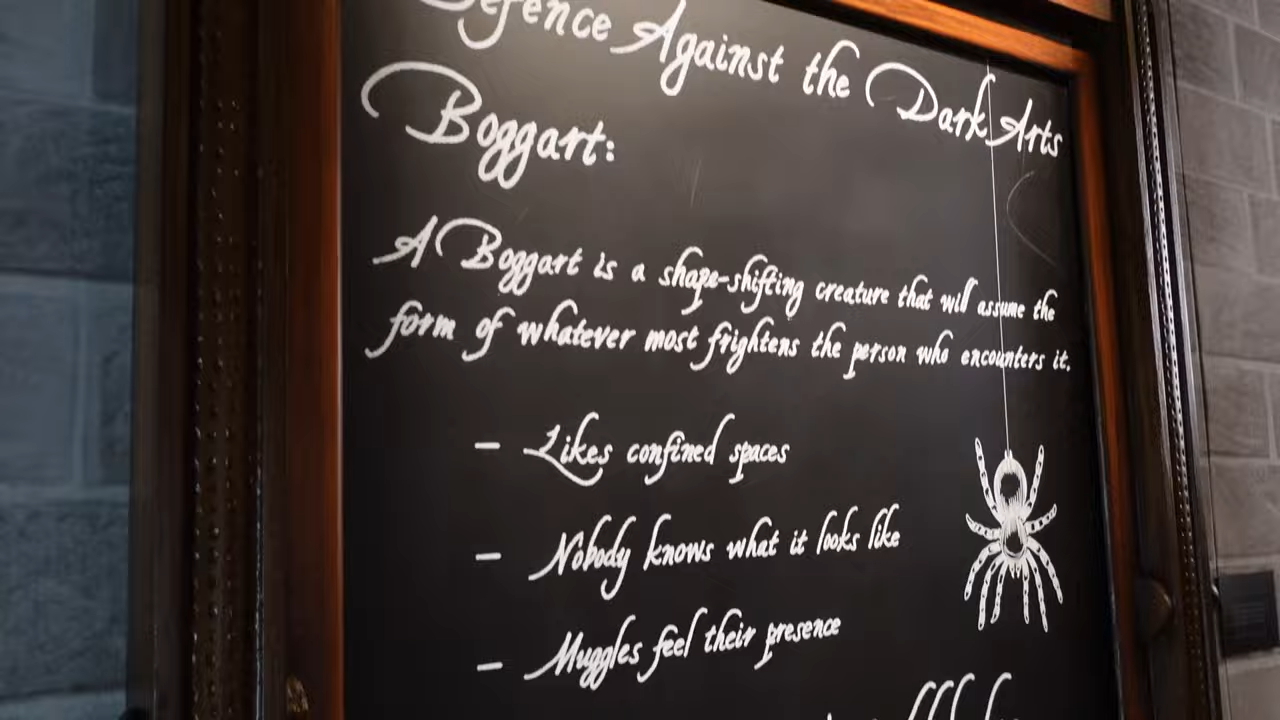 Defence Against the Dark Arts
Boggart:
A Boggart is a shape-shifting creature that will assume the
form of whatever most frightens the person who encounters it.
- Likes confined spaces
- Nobody knows what it looks like
- Muggles feel their presence